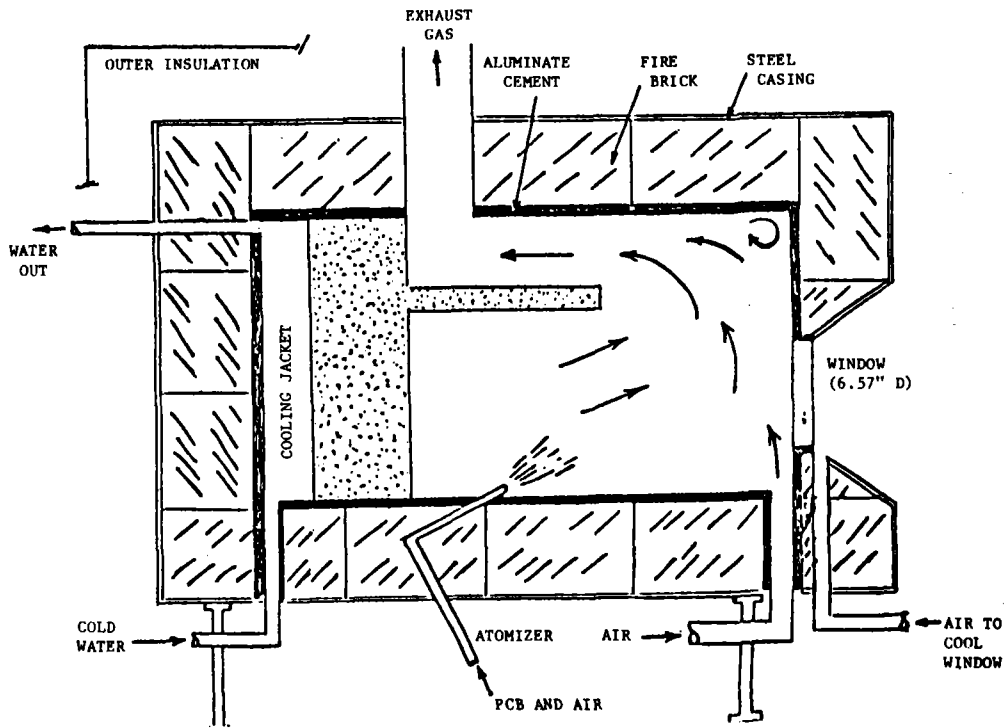 EXHAUST
GAS
OUTER INSULATION
ALUMINATE
CEMENT
FIRE
BRICK
STEEL
CASING
WATER
OUT
COOLING JACKET
WINDOW
(6.57" D)
COLD
WATER
ATOMIZER
AIR
AIR TO
COOL
WINDOW
PCB AND AIR